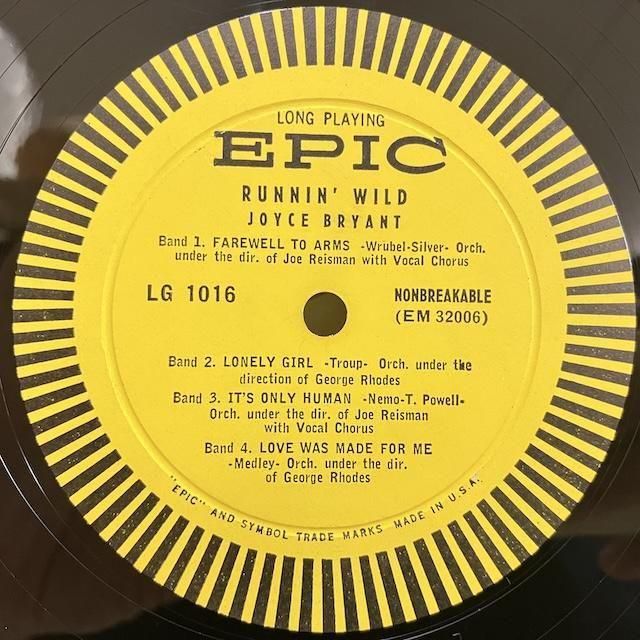 LONG PLAYING
EPIC
RUNNIN' WILD
JOYCE BRYANT
Band 1. FAREWELL TO ARMS -Wrubel-Silver- Orch.
under the dir. of Joe Reisman with Vocal Chorus
LG 1016
NONBREAKABLE
(EM 32006)
Band 2. LONELY GIRL -Troup- Orch. under the
direction of George Rhodes
Band 3. IT'S ONLY HUMAN -Nemo-T. Powell-
Orch. under the dir. of Joe Reisman
with Vocal Chorus
Band 4. LOVE WAS MADE FOR ME
-Medley- Orch. under the dir.
of George Rhodes
"EPIC" AND SYMBOL TRADE MARKS MADE IN U.S.A.